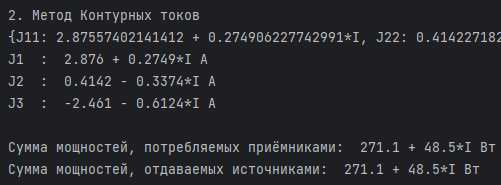 2. Метод Контурных токов
{J11: 2.87557402141412 + 0.274906227742991*I, J22: 0.414227182
J1  :  2.876 + 0.2749*I А
J2  :  0.4142 - 0.3374*I А
J3  :  -2.461 - 0.6124*I А
Сумма мощностей, потребляемых приёмниками:  271.1 + 48.5*I Вт
Сумма мощностей, отдаваемых источниками:  271.1 + 48.5*I Вт